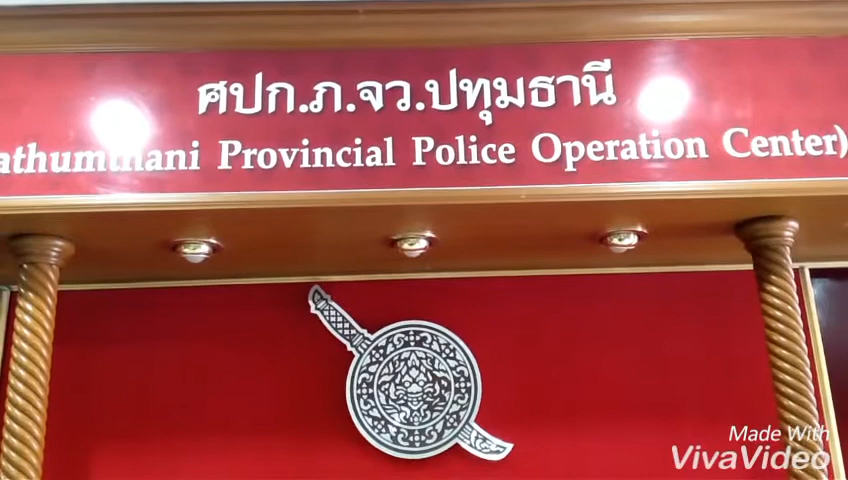 ศปก.ภ.จว.ปทุมธานี
athumthani Provincial Police Operation Center)
Made With
VivaVideo